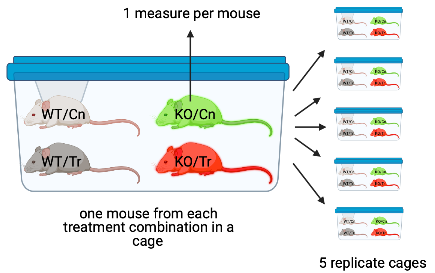 1 measure per mouse
WT/Cn
KO/Cn
WT/Tr
KO/Tr
one mouse from each
treatment combination in a
cage
5 replicate cages